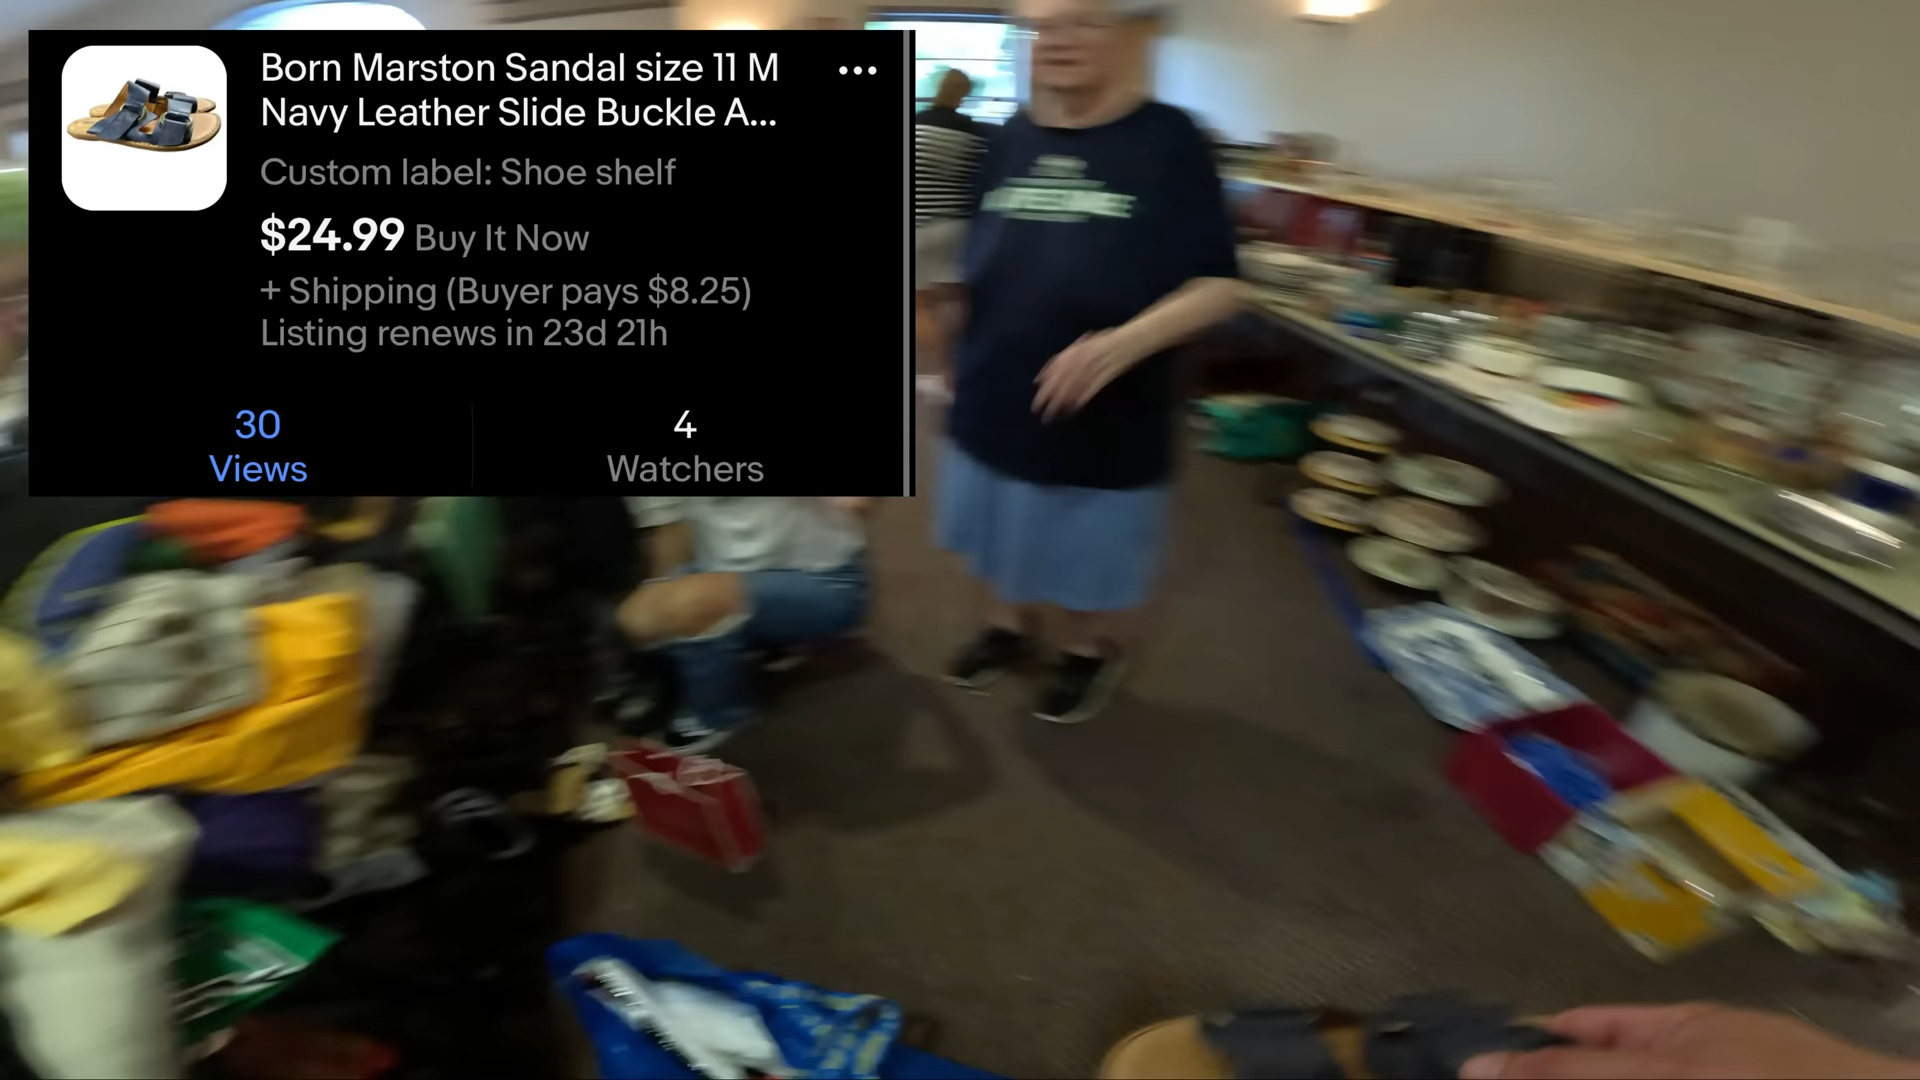 Born Marston Sandal size 11 M
Navy Leather Slide Buckle A...
Custom label: Shoe shelf
$24.99 Buy It Now
+ Shipping (Buyer pays $8.25)
Listing renews in 23d 21h
30
Views
4
Watchers